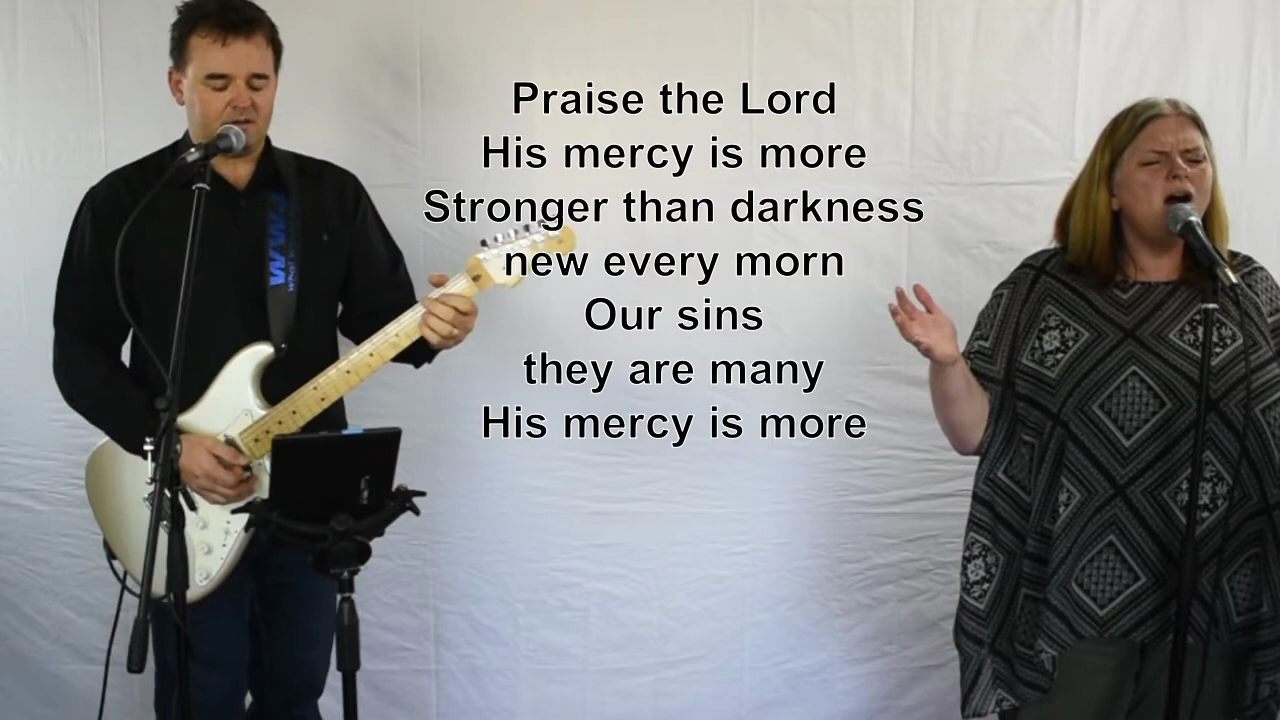 Praise the Lord
His mercy is more
Stronger than darkness
new every morn
Our sins
they are many
His mercy is more